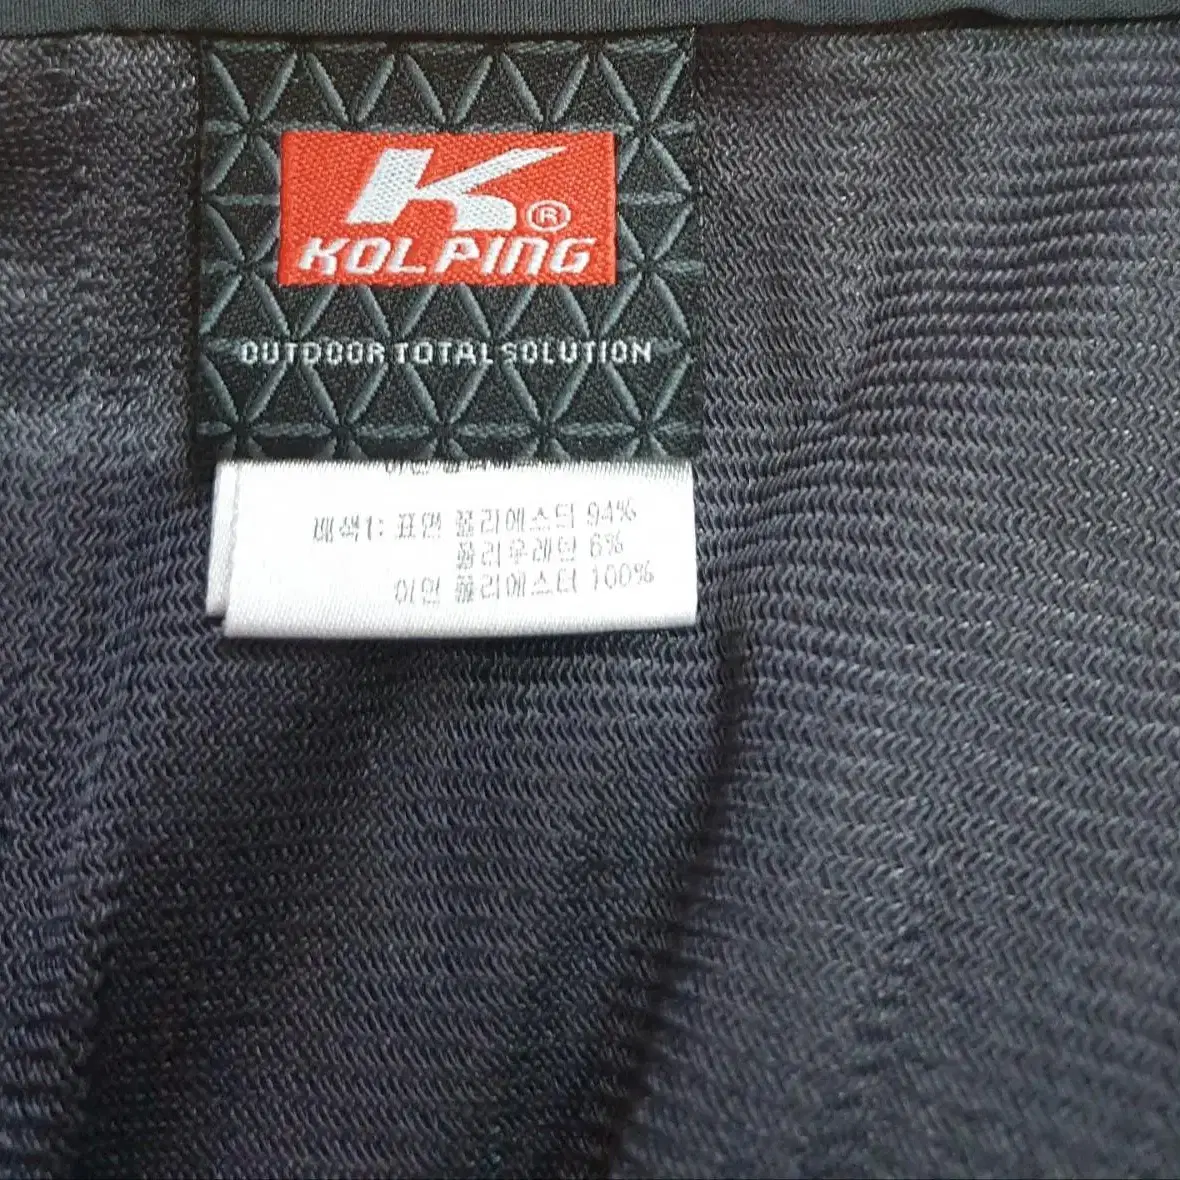 K®
KOLPING
OUTDOOR TOTAL SOLUTION
배색1: 표면 폴리에스터 94%
폴리우레탄 6%
이면 폴리에스터 100%